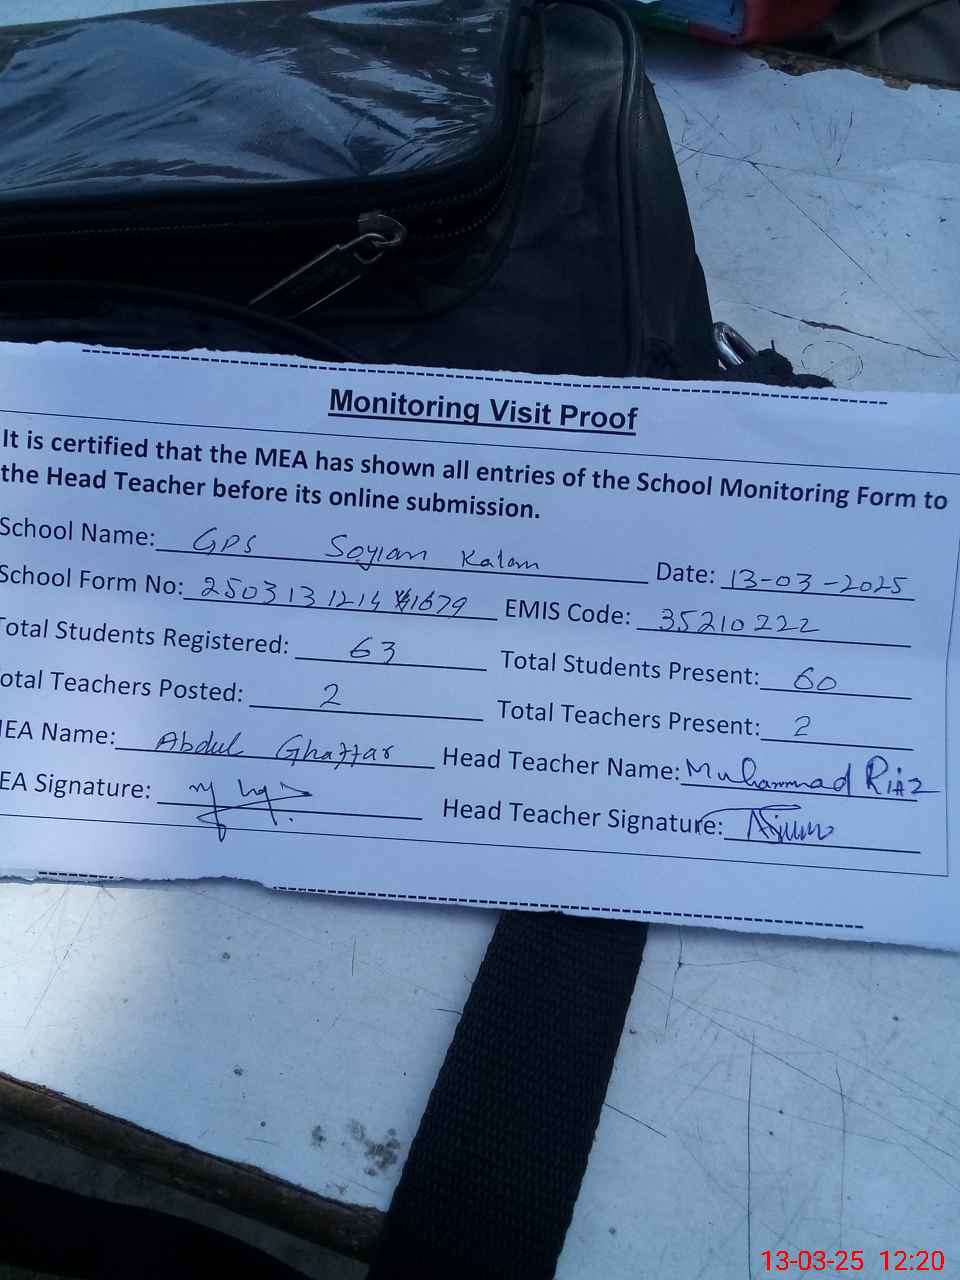 Monitoring Visit Proof
It is certified that the MEA has shown all entries of the School Monitoring Form to
the Head Teacher before its online submission.
School Name: GPS Soyian Kalan Date: 13-03-2025
School Form No: 2503131214 1679 EMIS Code: 35210222
Total Students Registered: 63 Total Students Present: 60
otal Teachers Posted: 2 Total Teachers Present: 2
EA Name: Abdul Ghaffar Head Teacher Name: Muhammad Riaz
EA Signature: Head Teacher Signature:
13-03-25 12:20